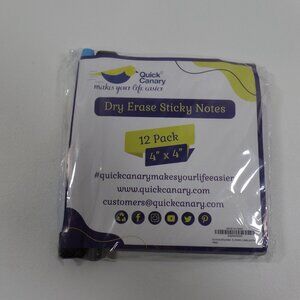 Quick
Canary
makes your life easier
Dry Erase Sticky Notes
12 Pack
4" x 4"
#quickcanarymakesyourlifeeasier
www.quickcanary.com
customers@quickcanary.com